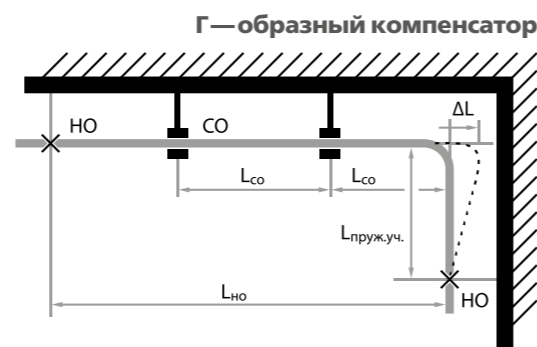 Г—образный компенсатор
ΔL
НО СО
Lсо Lсо
Lпруж.уч.
Lно
НО